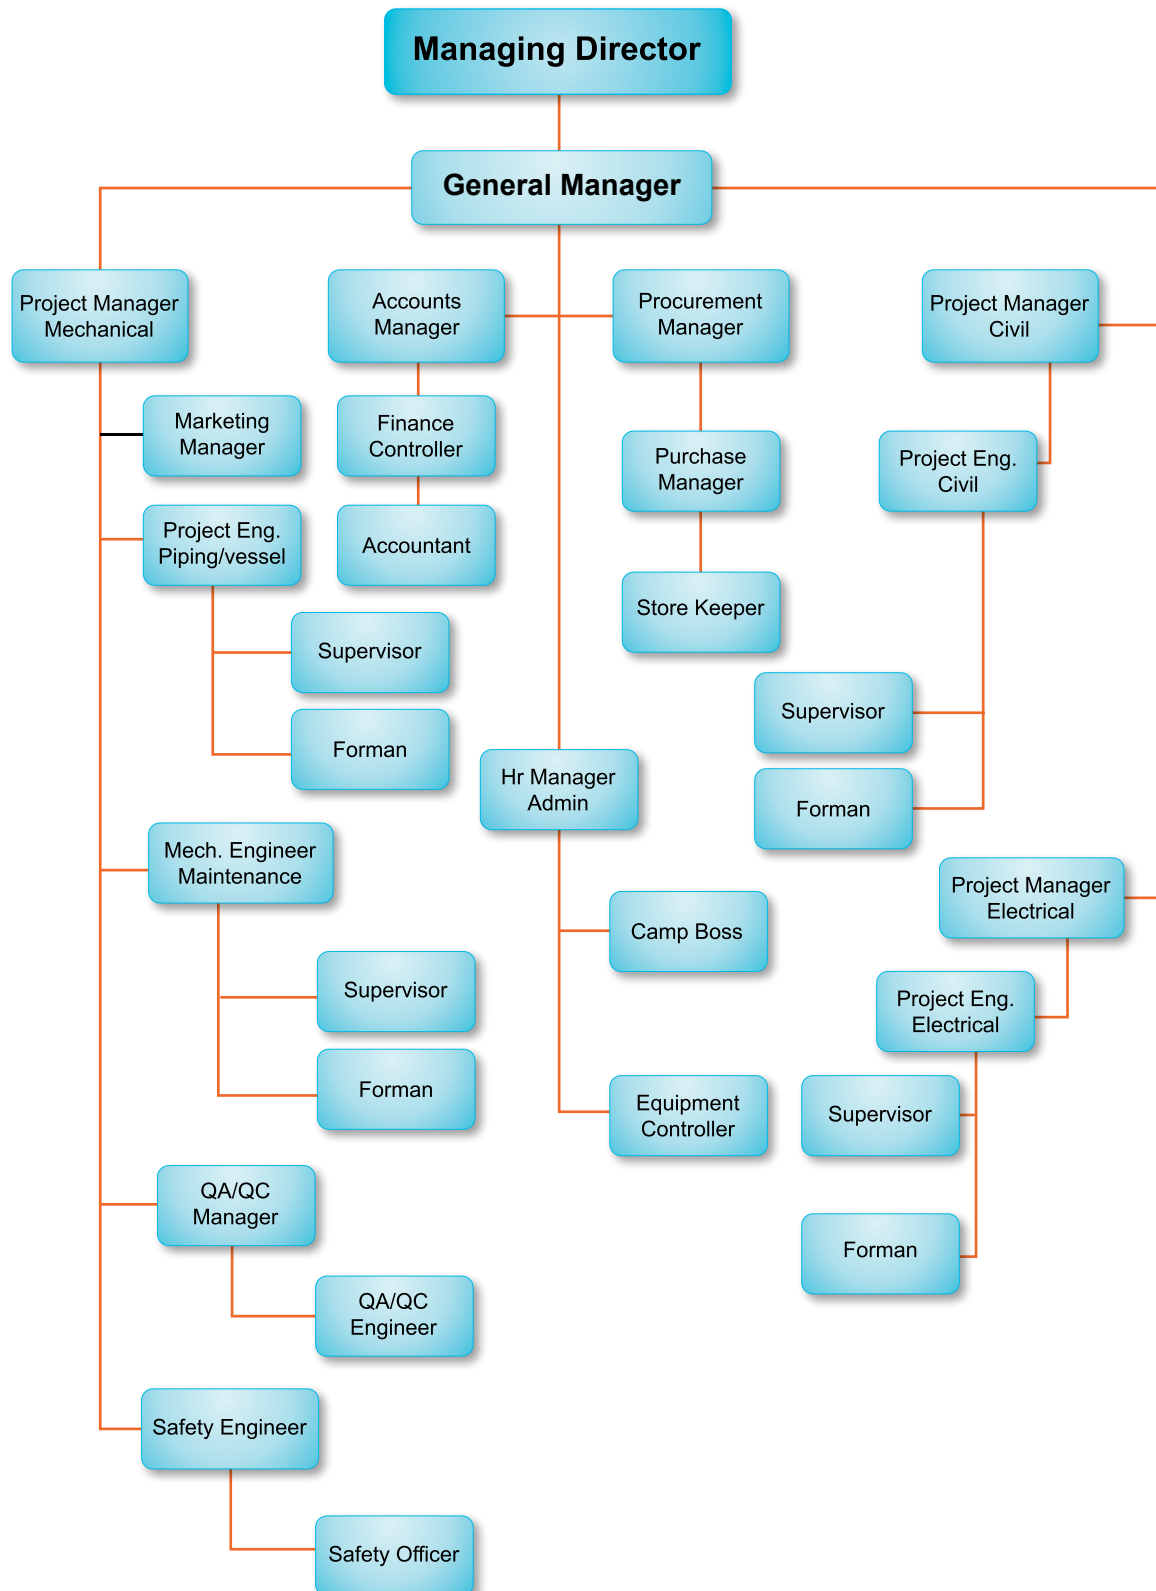 Managing Director
General Manager
Project Manager
Mechanical
Accounts
Manager
Procurement
Manager
Project Manager
Civil
Marketing
Manager
Finance
Controller
Purchase
Manager
Project Eng.
Civil
Project Eng.
Piping/vessel
Accountant
Store Keeper
Supervisor
Forman
Supervisor
Forman
Hr Manager
Admin
Mech. Engineer
Maintenance
Project Manager
Electrical
Camp Boss
Supervisor
Forman
Project Eng.
Electrical
Equipment
Controller
Supervisor
Forman
QA/QC
Manager
QA/QC
Engineer
Safety Engineer
Safety Officer